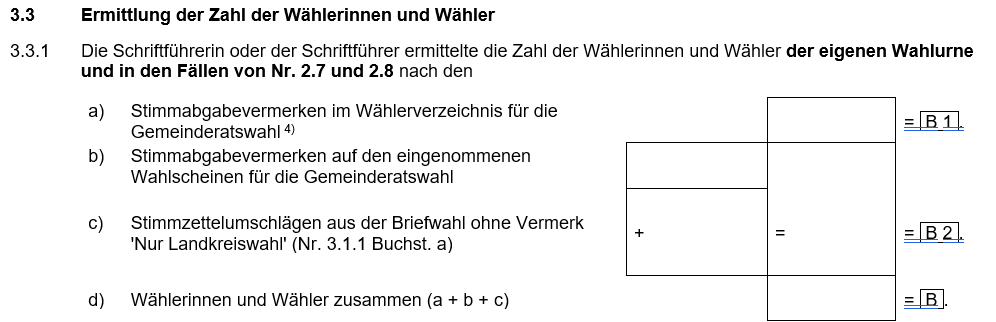 3.3 Ermittlung der Zahl der Wählerinnen und Wähler
3.3.1 Die Schriftführerin oder der Schriftführer ermittelte die Zahl der Wählerinnen und Wähler der eigenen Wahlurne
und in den Fällen von Nr. 2.7 und 2.8 nach den
a) Stimmabgabevermerken im Wählerverzeichnis für die
Gemeinderatswahl 4) = B 1.
b) Stimmabgabevermerken auf den eingenommenen
Wahlscheinen für die Gemeinderatswahl
c) Stimmzettelumschlägen aus der Briefwahl ohne Vermerk
'Nur Landkreiswahl' (Nr. 3.1.1 Buchst. a) + = = B 2.
d) Wählerinnen und Wähler zusammen (a + b + c) = B.